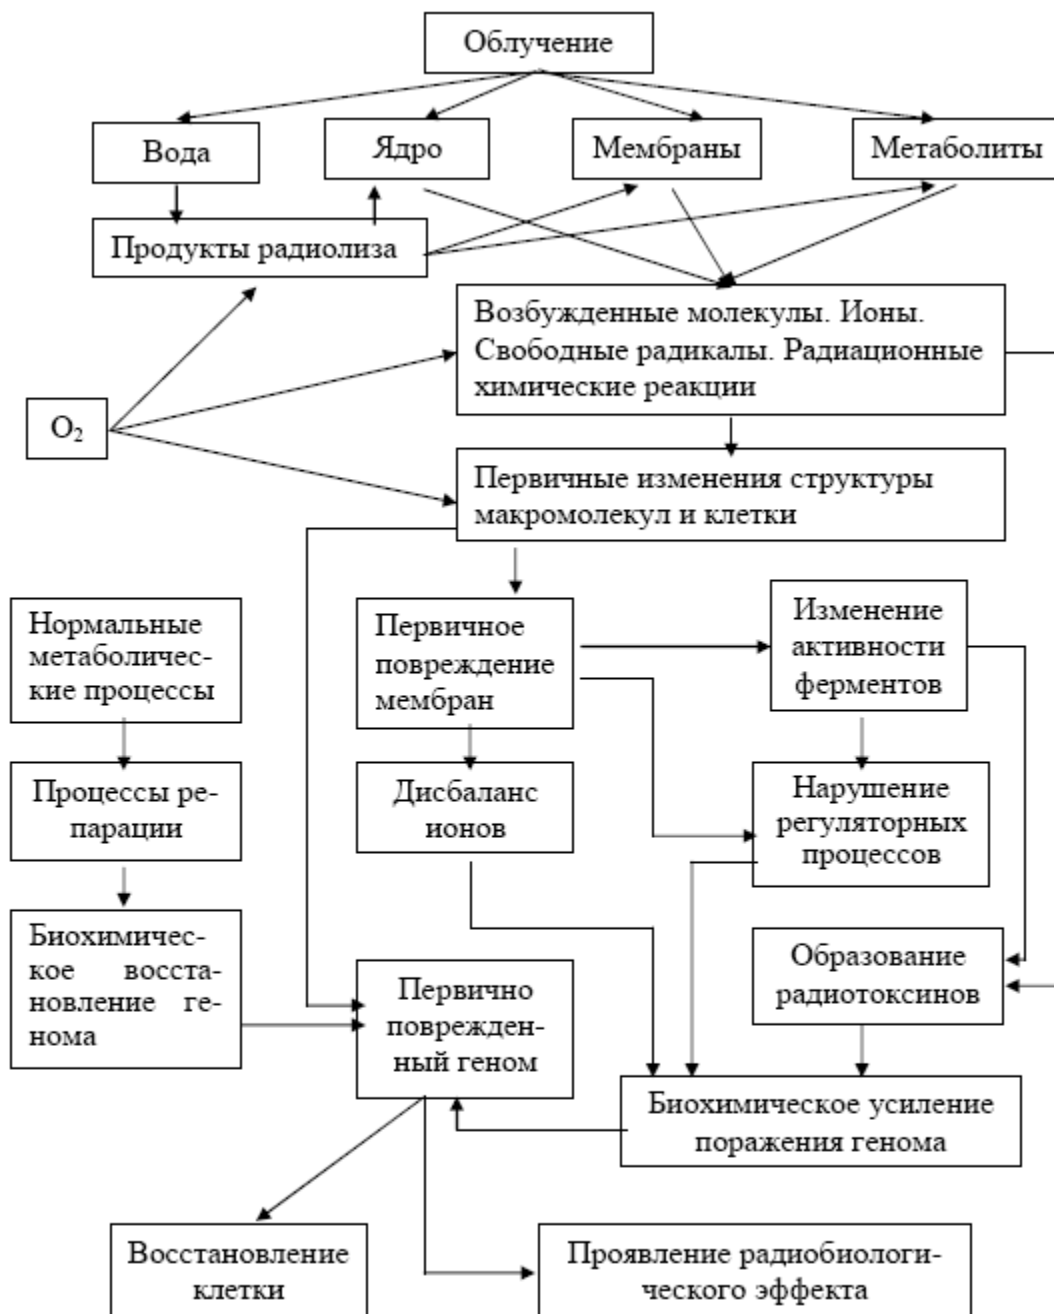 Облучение
Вода
Ядро
Мембраны
Метаболиты
Продукты радиолиза
Возбужденные молекулы. Ионы.
Свободные радикалы. Радиационные
химические реакции
O₂
Первичные изменения структуры
макромолекул и клетки
Нормальные
метаболичес-
кие процессы
Первичное
повреждение
мембран
Изменение
активности
ферментов
Процессы ре-
парации
Дисбаланс
ионов
Нарушение
регуляторных
процессов
Биохимичес-
кое восста-
новление ге-
нома
Первично
поврежден-
ный геном
Образование
радиотоксинов
Биохимическое усиление
поражения генома
Восстановление
клетки
Проявление радиобиологи-
ческого эффекта